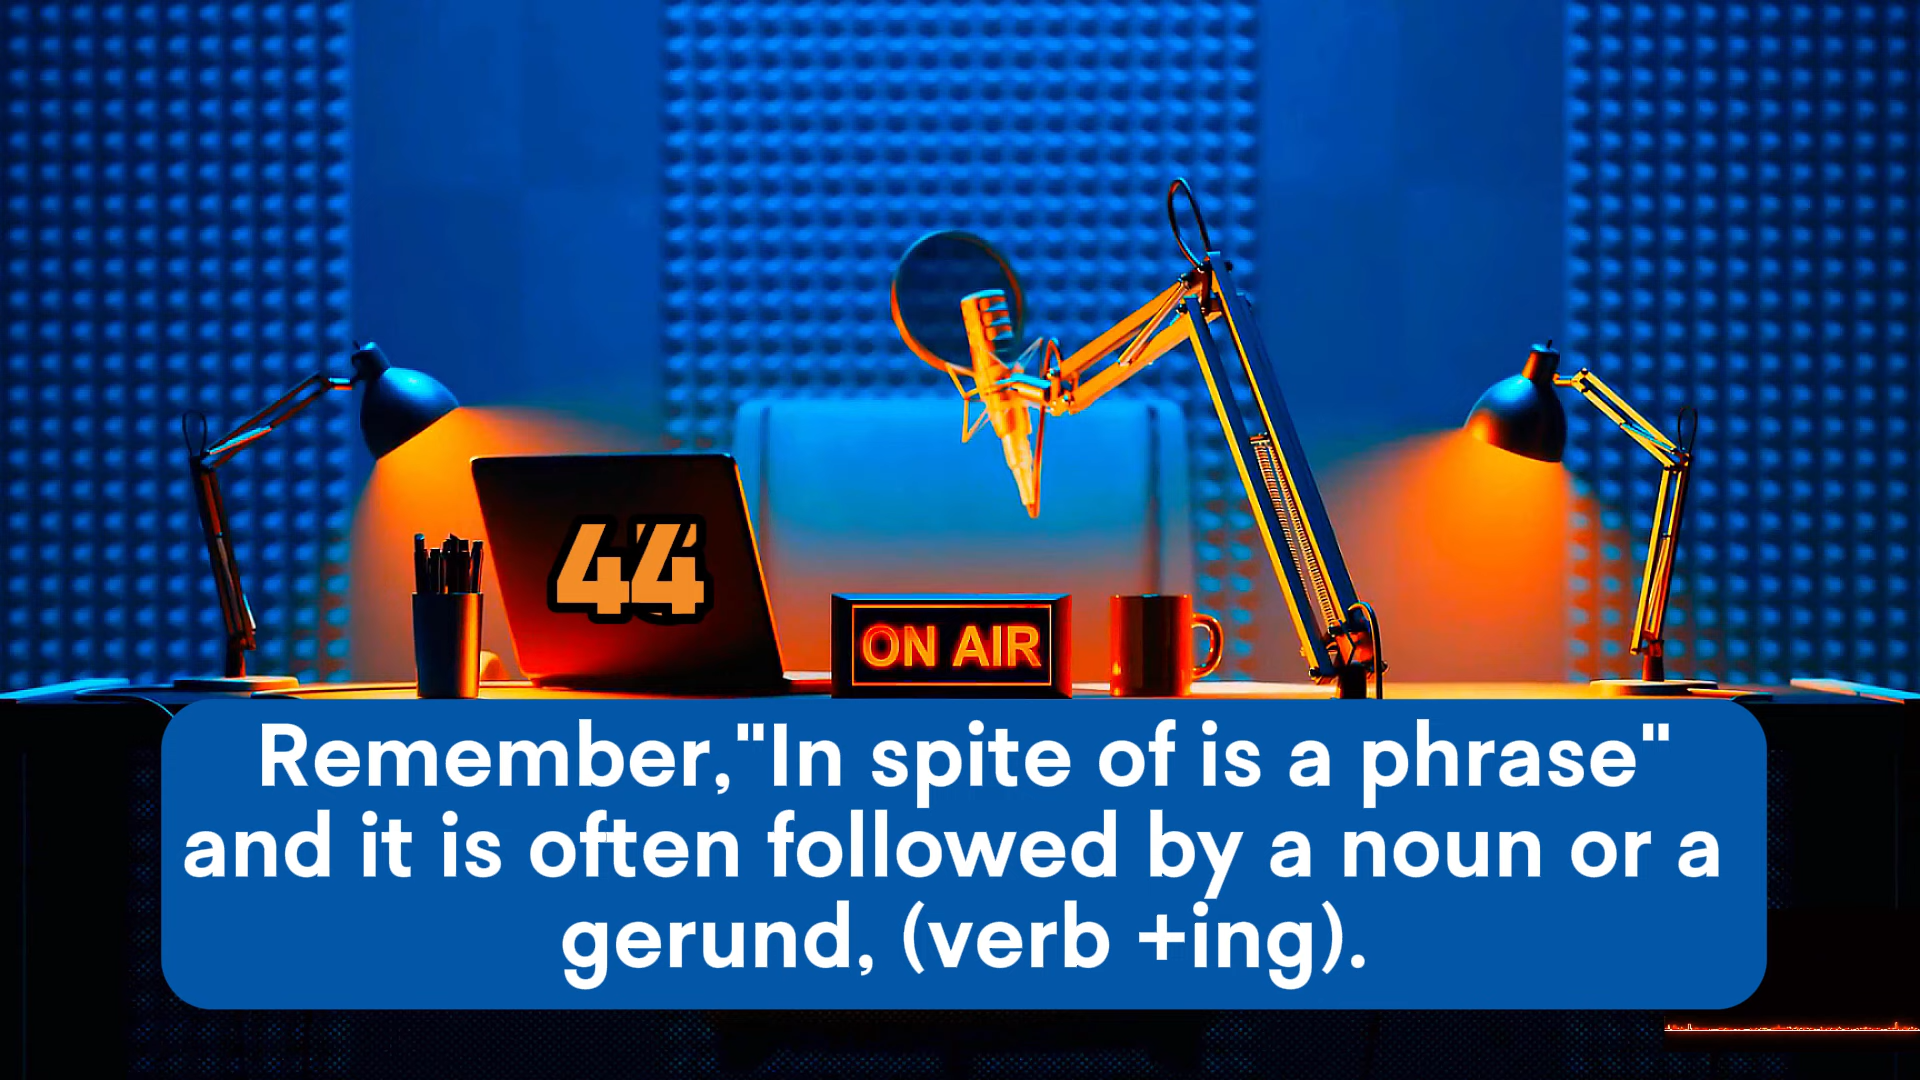 ON AIR
Remember,"In spite of is a phrase"
and it is often followed by a noun or a
gerund, (verb +ing).